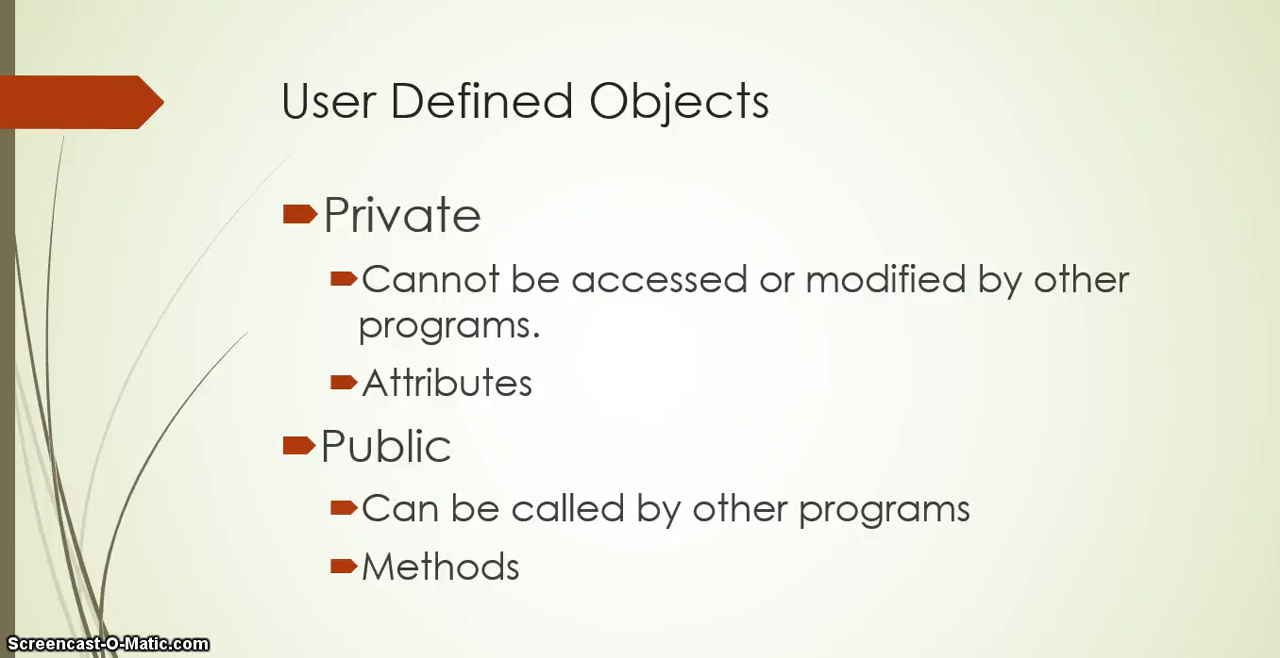 User Defined Objects
Private
Cannot be accessed or modified by other
programs.
Attributes
Public
Can be called by other programs
Methods
Screencast-O-Matic.com